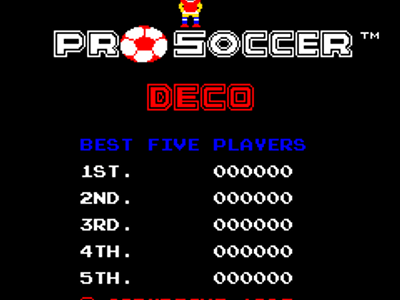 PRO SOCCER™
DECO
BEST FIVE PLAYERS
1ST. 000000
2ND. 000000
3RD. 000000
4TH. 000000
5TH. 000000